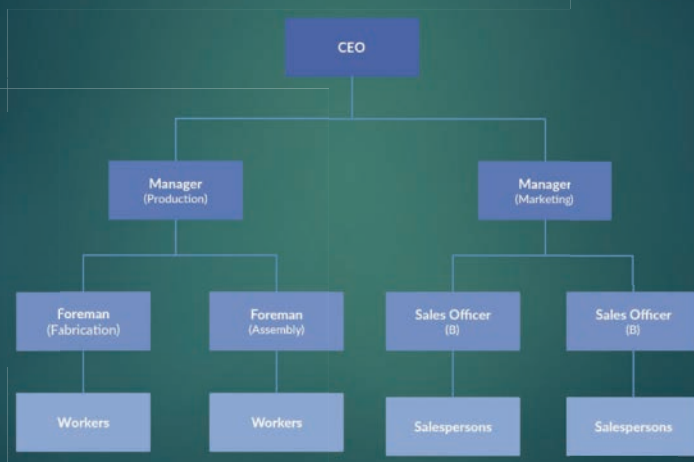 CEO
Manager
(Production)
Manager
(Marketing)
Foreman
(Fabrication)
Foreman
(Assembly)
Sales Officer
(B)
Sales Officer
(B)
Workers
Workers
Salespersons
Salespersons